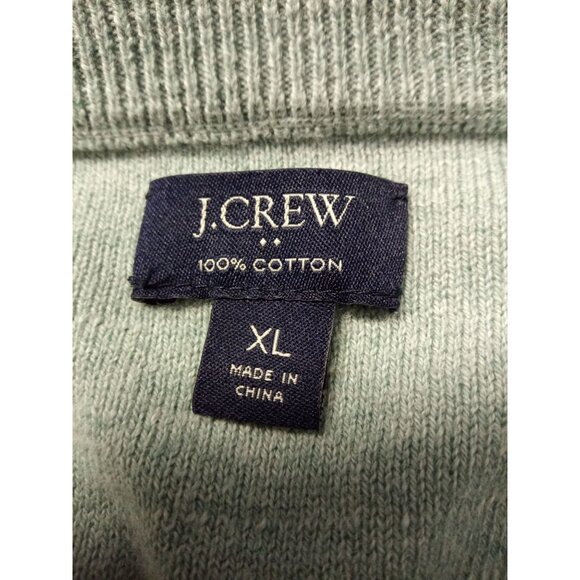 J.CREW
100% COTTON
XL
MADE IN
CHINA